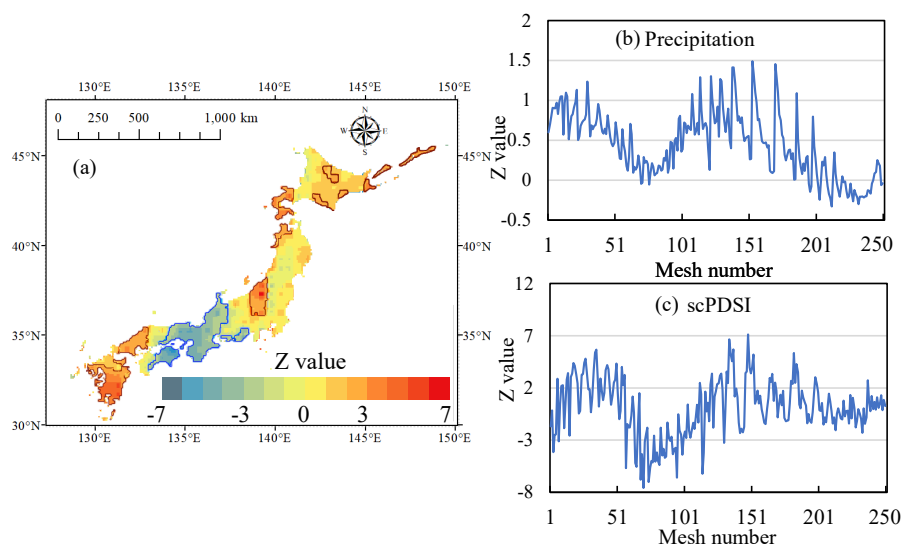 130°E 135°E 140°E 145°E 150°E
0 250 500 1,000 km
N
W E
S
(a)
45°N
40°N
35°N
30°N
45°N
40°N
35°N
Z value
-7 -3 0 3 7
130°E 135°E 140°E 145°E 150°E
(b) Precipitation
Z value
2
1.5
1
0.5
0
-0.5
1 51 101 151 201 250
Mesh number
(c) scPDSI
Z value
12
7
2
-3
-8
1 51 101 151 201 250
Mesh number